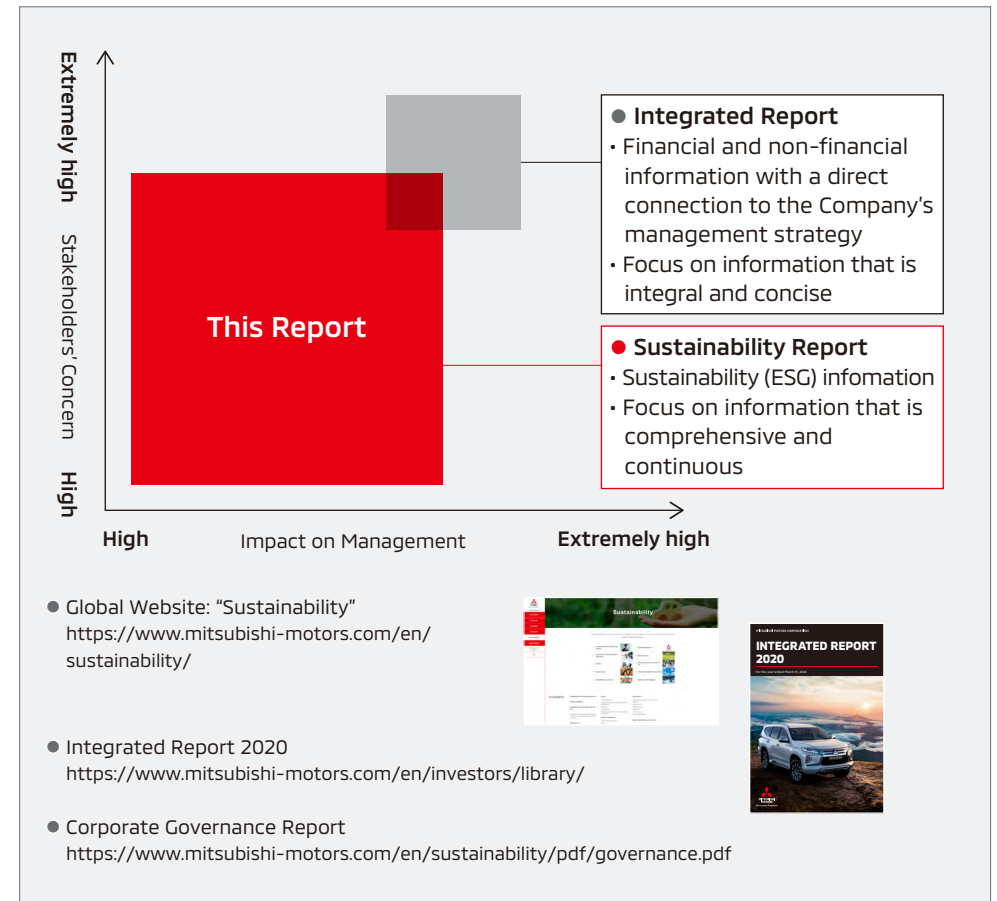 Extremely high
Stakeholders' Concern
High
This Report
● Integrated Report
・Financial and non-financial
information with a direct
connection to the Company's
management strategy
・Focus on information that is
integral and concise
● Sustainability Report
・Sustainability (ESG) infomation
・Focus on information that is
comprehensive and
continuous
High
Impact on Management
Extremely high
● Global Website: “Sustainability”
https://www.mitsubishi-motors.com/en/
sustainability/
Sustainability
INTEGRATED REPORT
2020
● Integrated Report 2020
https://www.mitsubishi-motors.com/en/investors/library/
● Corporate Governance Report
https://www.mitsubishi-motors.com/en/sustainability/pdf/governance.pdf